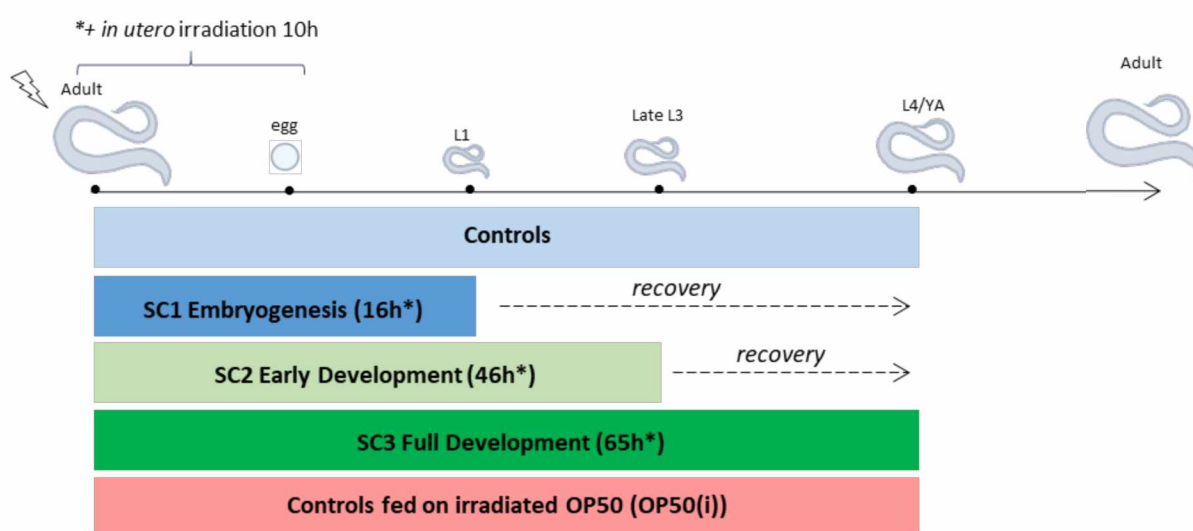 *+ in utero irradiation 10h
Adult
egg
L1
Late L3
L4/YA
Adult
Controls
SC1 Embryogenesis (16h*)
recovery
SC2 Early Development (46h*)
recovery
SC3 Full Development (65h*)
Controls fed on irradiated OP50 (OP50(i))